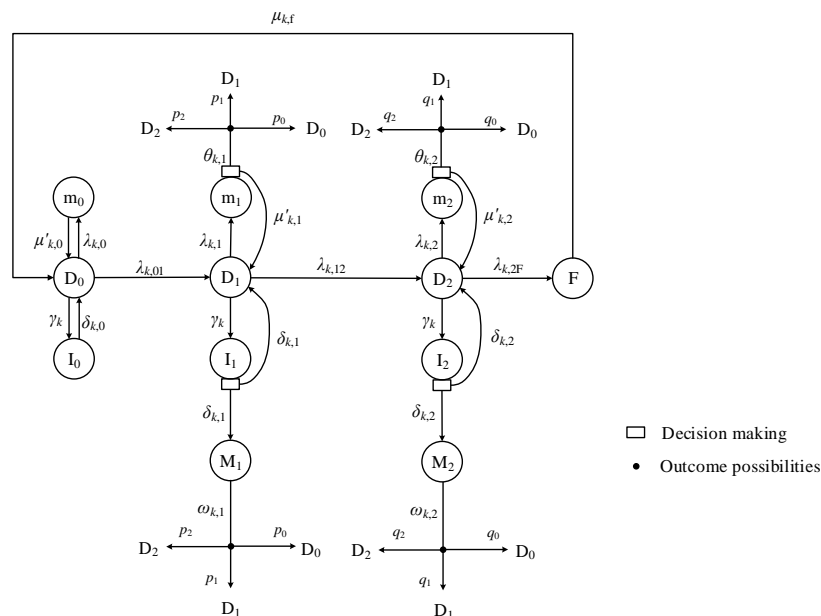 μk,f
D1
D1
p1
q1
D2
p2
p0
D0
D2
q2
q0
D0
θk,1
θk,2
m0
m1
m2
μ'k,0
λk,0
λk,1
μ'k,1
λk,2
μ'k,2
D0
λk,01
D1
λk,12
D2
λk,2F
F
γk
δk,0
γk
δk,1
γk
δk,2
I0
I1
I2
δk,1
δk,2
Decision making
M1
M2
Outcome possibilities
ωk,1
ωk,2
D2
p2
p0
D0
D2
q2
q0
D0
p1
q1
D1
D1